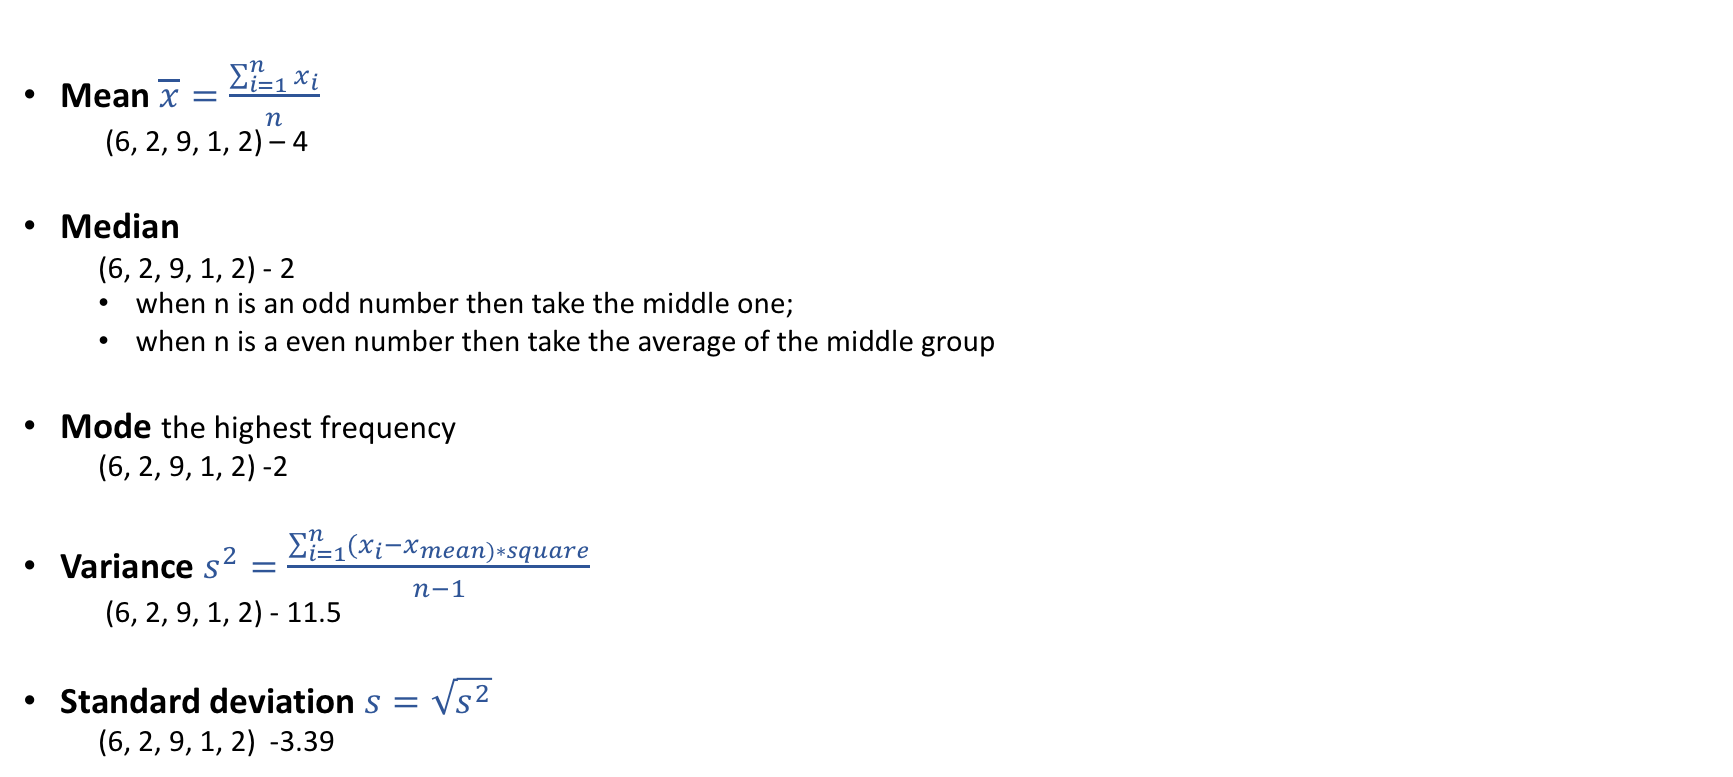 • Mean x̅ = ∑ⁿᵢ₌₁ xᵢ / n
(6, 2, 9, 1, 2) – 4
• Median
(6, 2, 9, 1, 2) - 2
• when n is an odd number then take the middle one;
• when n is a even number then take the average of the middle group
• Mode the highest frequency
(6, 2, 9, 1, 2) -2
• Variance s² = ∑ⁿᵢ₌₁(xᵢ−x_mean)∗square / n−1
(6, 2, 9, 1, 2) - 11.5
• Standard deviation s = √s²
(6, 2, 9, 1, 2) -3.39